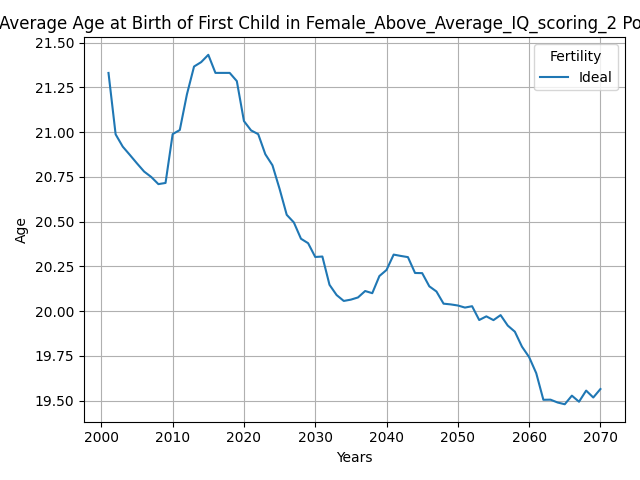 Average Age at Birth of First Child in Female_Above_Average_IQ_scoring_2 Po
21.50
21.25
21.00
20.75
20.50
20.25
20.00
19.75
19.50
Age
Fertility
Ideal
2000 2010 2020 2030 2040 2050 2060 2070
Years